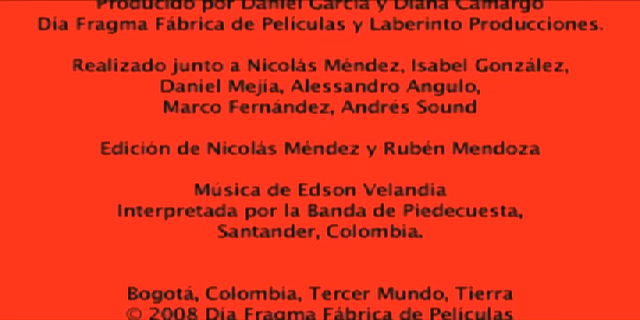 Producido por Daniel García y Diana Camargo
Día Fragma Fábrica de Películas y Laberinto Producciones.
Realizado junto a Nicolás Méndez, Isabel González,
Daniel Mejía, Alessandro Angulo,
Marco Fernández, Andrés Sound
Edición de Nicolás Méndez y Rubén Mendoza
Música de Edson Velandia
Interpretada por la Banda de Piedecuesta,
Santander, Colombia.
Bogotá, Colombia, Tercer Mundo, Tierra
© 2008 Día Fragma Fábrica de Películas